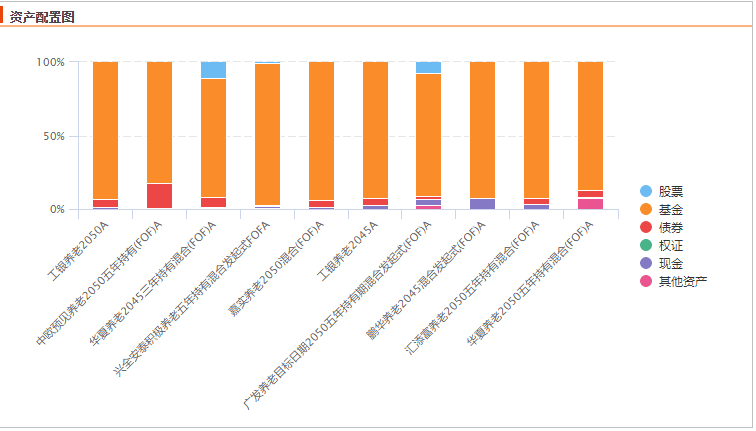 资产配置图
100%
50%
0%
工银养老2050A
中欧预见养老2050五年持有(FOF)A
华夏养老2045三年持有混合(FOF)A
兴全安泰积极养老五年持有混合发起式FOFA
嘉实养老2050混合(FOF)A
工银养老2045A
广发养老目标日期2050五年持有期混合发起式(FOF)A
鹏华养老2045混合发起式(FOF)A
汇添富养老2050五年持有混合(FOF)A
华夏养老2050五年持有混合(FOF)A
股票
基金
债券
权证
现金
其他资产